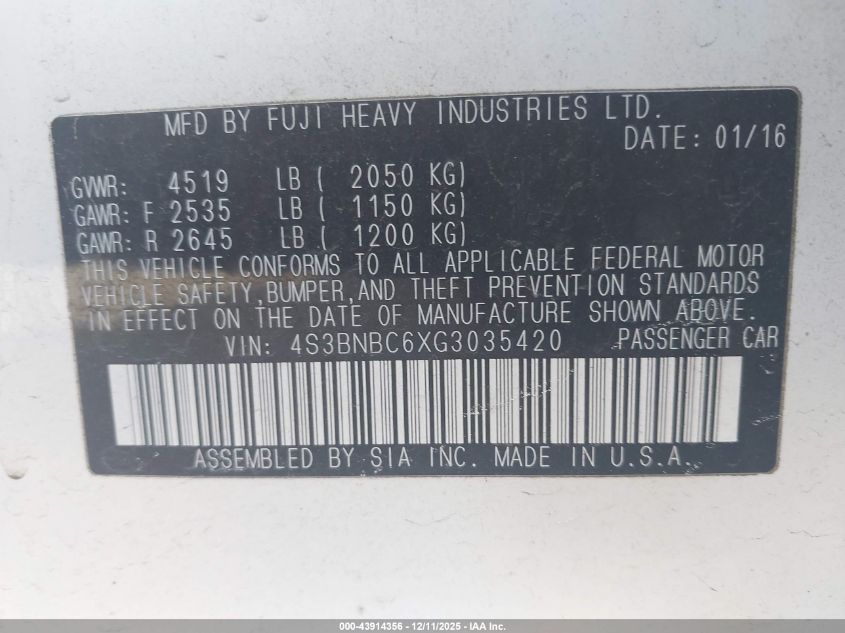 MFD BY FUJI HEAVY INDUSTRIES LTD.
DATE: 01/16
GVWR: 4519 LB ( 2050 KG)
GAWR: F 2535 LB ( 1150 KG)
GAWR: R 2645 LB ( 1200 KG)
THIS VEHICLE CONFORMS TO ALL APPLICABLE FEDERAL MOTOR
VEHICLE SAFETY,BUMPER,AND THEFT PREVENTION STANDARDS
IN EFFECT ON THE DATE OF MANUFACTURE SHOWN ABOVE.
VIN: 4S3BNBC6XG3035420 PASSENGER CAR
ASSEMBLED BY SIA INC. MADE IN U.S.A.
000-43914356 - 12/11/2025 - IAA Inc.